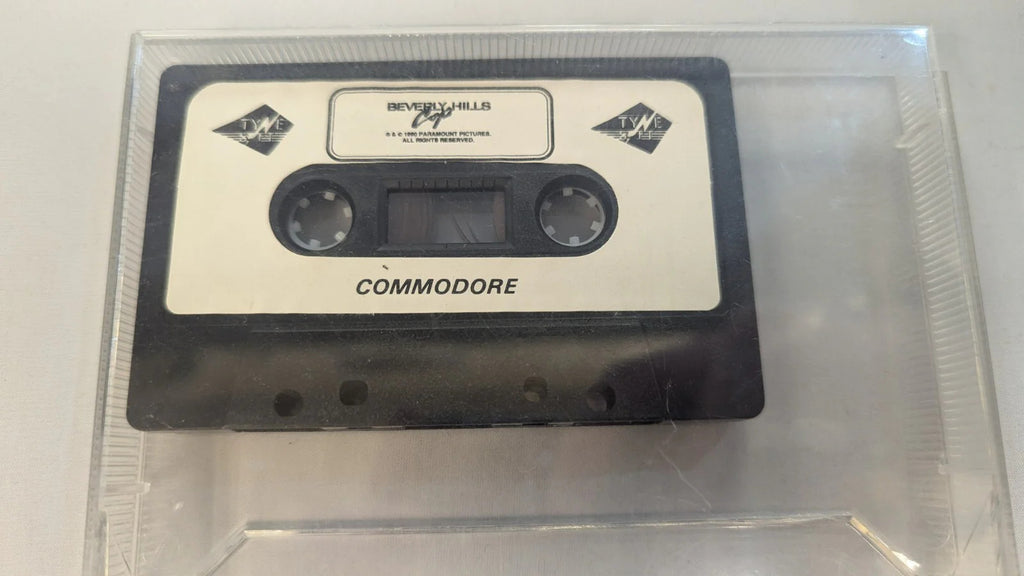 BEVERLY HILLS
Cop
® & © 1990 PARAMOUNT PICTURES.
ALL RIGHTS RESERVED.
TYNE
TYNE
COMMODORE